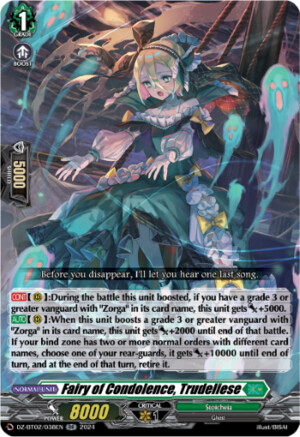 1
GRADE
BOOST
5000
SHIELD
Before you disappear, I'll let you hear one last song.
CONT【 】:During the battle this unit boosted, if you have a grade 3 or
greater vanguard with "Zorga" in its card name, this unit gets +5000.
AUTO【 】:When this unit boosts a grade 3 or greater vanguard with
"Zorga" in its card name, this unit gets +2000 until end of that battle.
If your bind zone has two or more normal orders with different card
names, choose one of your rear-guards, it gets +10000 until end of
turn, and at the end of that turn, retire it.
NORMAL UNIT
Fairy of Condolence, Trudeliese
POWER 8000
CRITICAL
1
Stoicheia
Ghost
DZ-BT02/038EN 2024
illust/BISAI